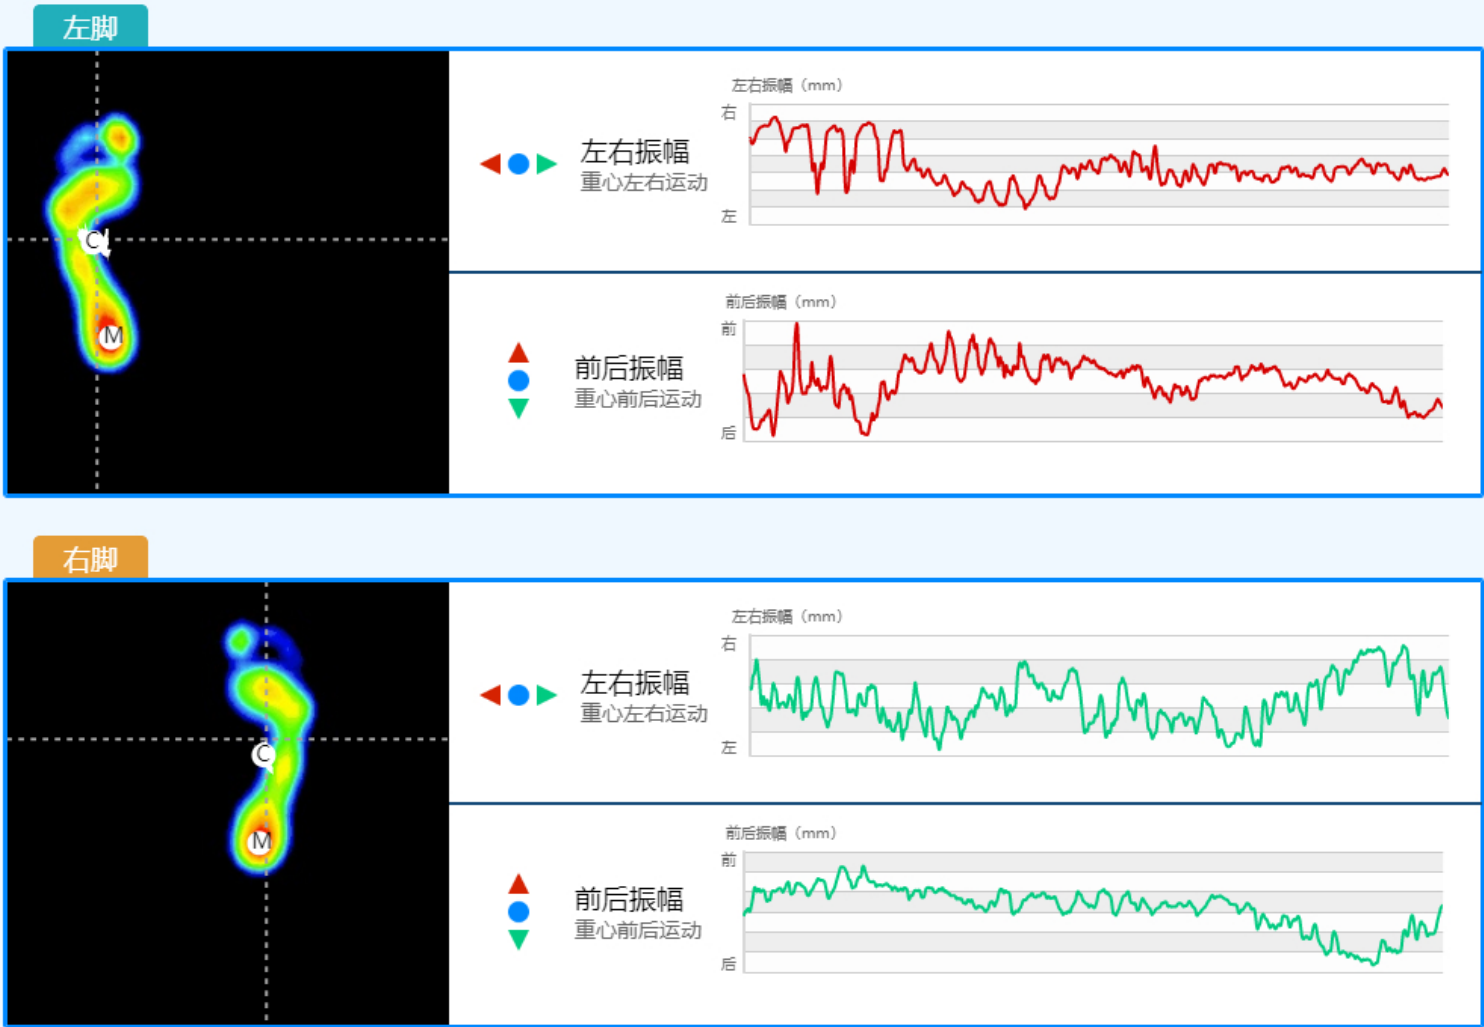 左脚
C
M
左右振幅
重心左右运动
左右振幅（mm）
右
左
前后振幅
重心前后运动
前后振幅（mm）
前
后
右脚
C
M
左右振幅
重心左右运动
左右振幅（mm）
右
左
前后振幅
重心前后运动
前后振幅（mm）
前
后